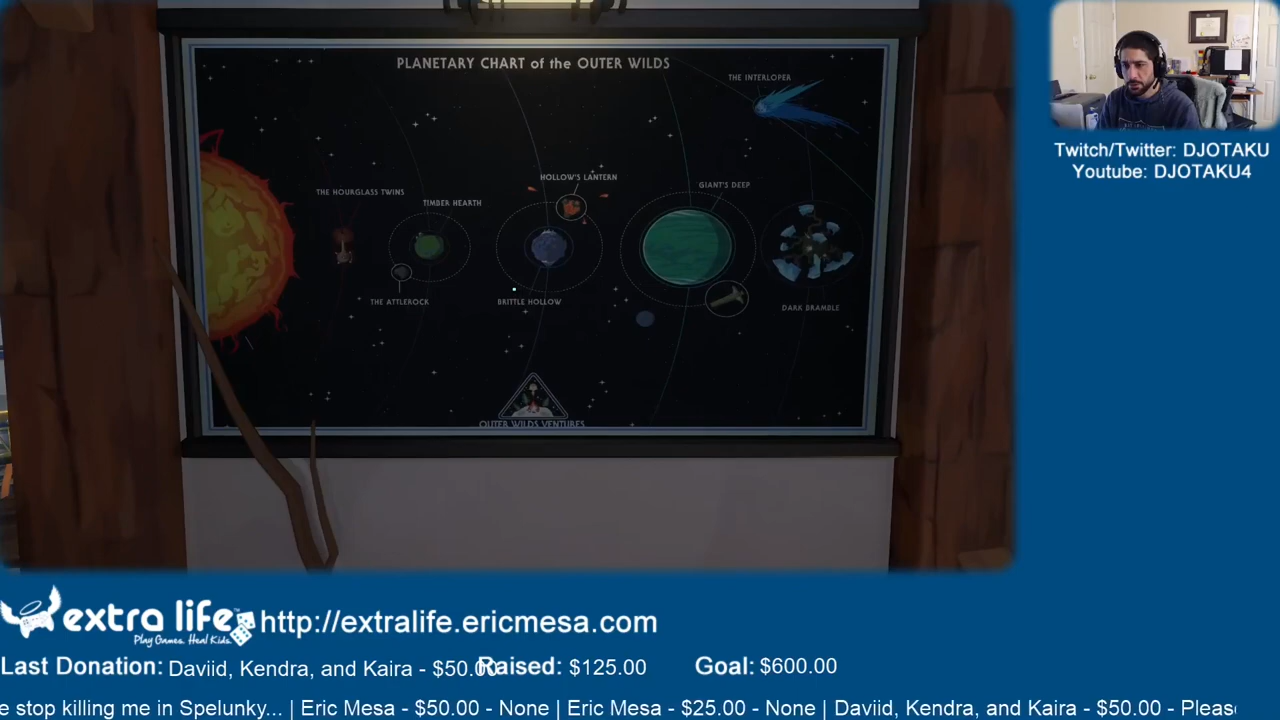 PLANETARY CHART of the OUTER WILDS
THE INTERLOPER
HOLLOW'S LANTERN
GIANT'S DEEP
THE HOURGLASS TWINS
TIMBER HEARTH
THE ATTLEROCK
BRITTLE HOLLOW
DARK BRAMBLE
OUTER WILDS VENTURES
Twitch/Twitter: DJOTAKU
Youtube: DJOTAKU4
extra life
Play Games. Heal Kids.
http://extralife.ericmesa.com
Last Donation: Daviid, Kendra, and Kaira - $50.00 Raised: $125.00 Goal: $600.00
e stop killing me in Spelunky... | Eric Mesa - $50.00 - None | Eric Mesa - $25.00 - None | Daviid, Kendra, and Kaira - $50.00 - Pleas